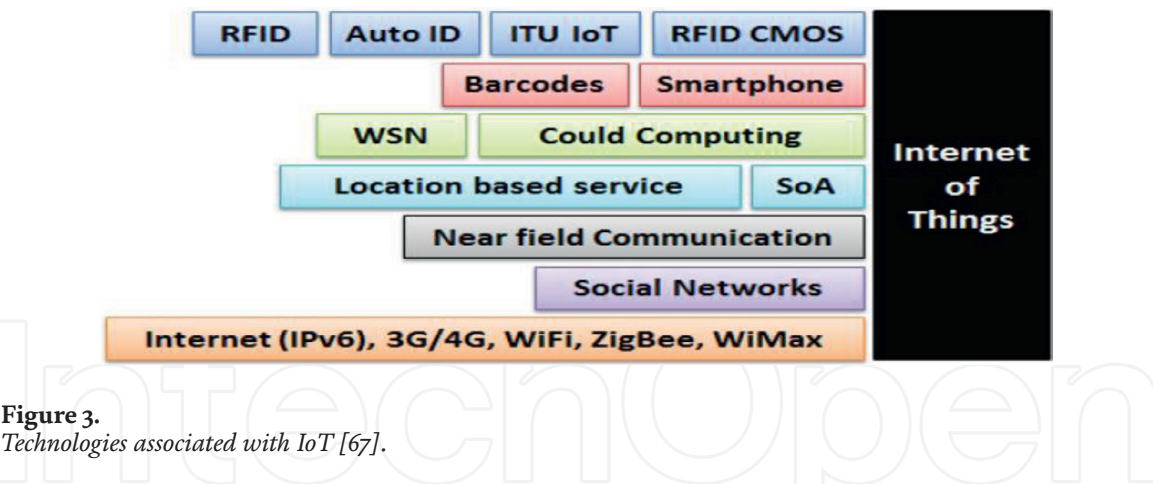 RFID Auto ID ITU IoT RFID CMOS
Barcodes Smartphone
WSN Could Computing
Location based service SoA
Near field Communication
Social Networks
Internet (IPv6), 3G/4G, WiFi, ZigBee, WiMax
Internet
of
Things
IntechOpen
Figure 3.
Technologies associated with IoT [67].